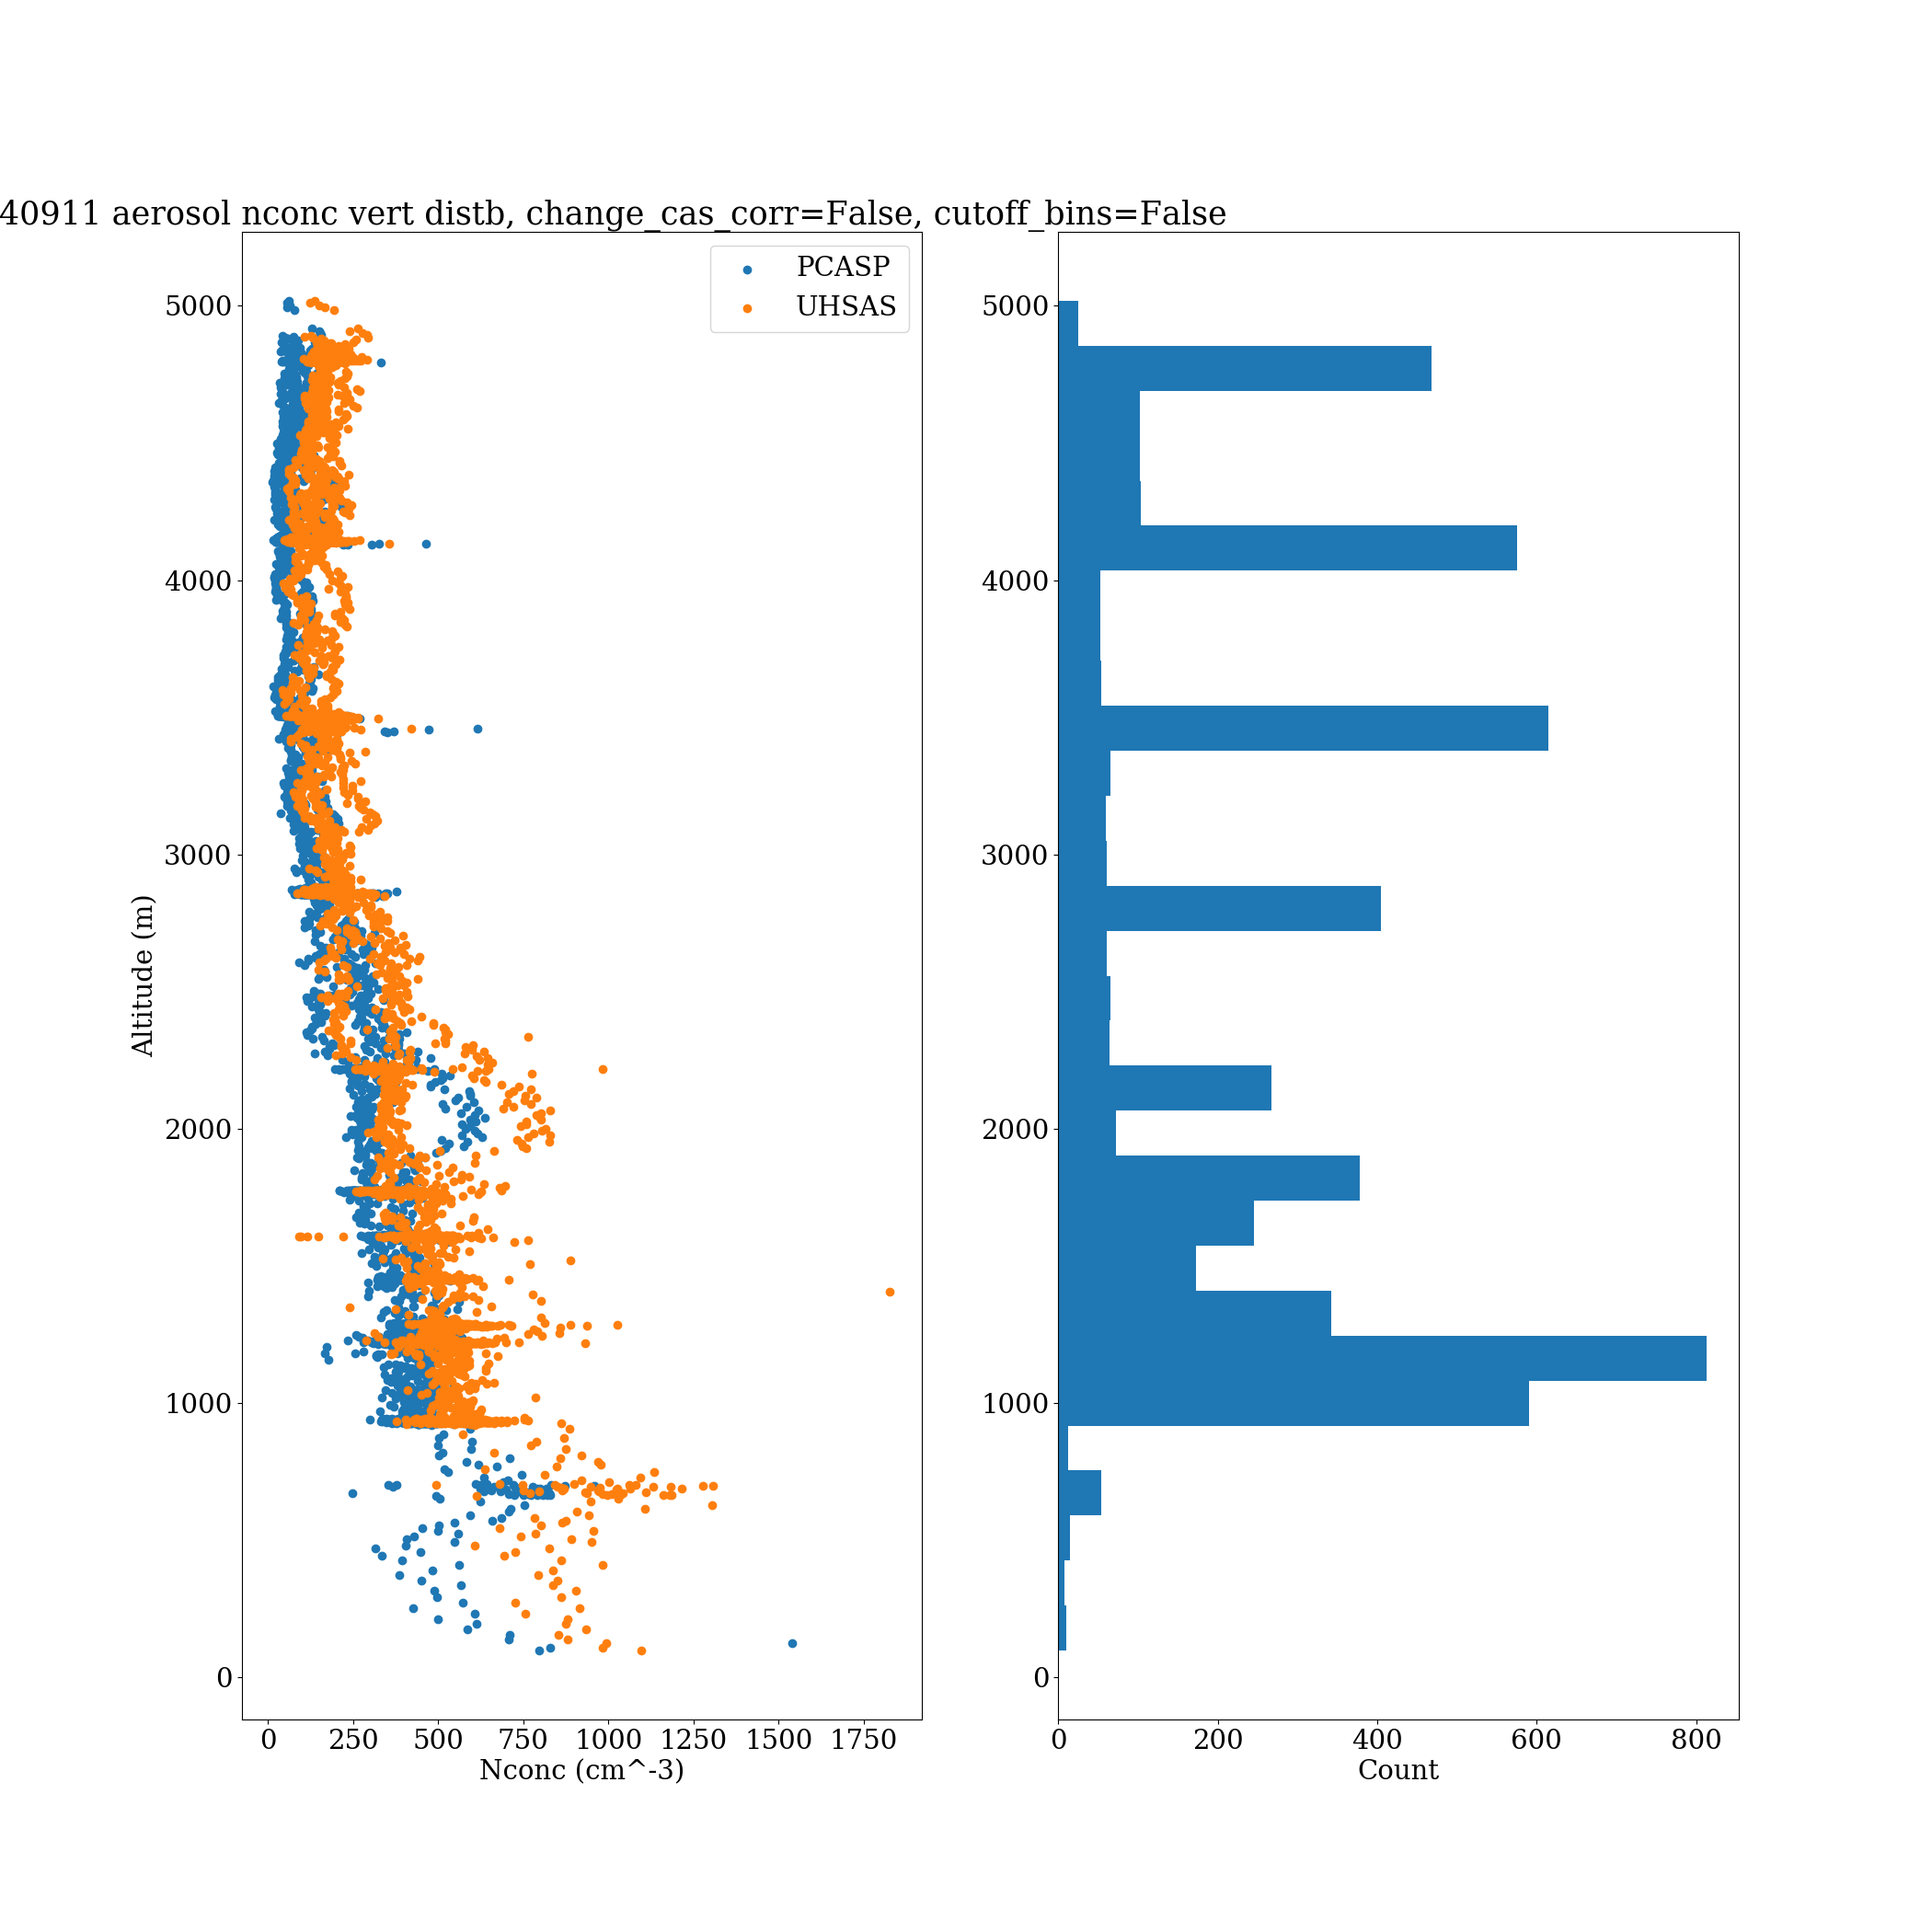 40911 aerosol nconc vert distb, change_cas_corr=False, cutoff_bins=False
PCASP
UHSAS
5000
4000
3000
2000
1000
0
Altitude (m)
0 250 500 750 1000 1250 1500 1750
Nconc (cm^-3)
5000
4000
3000
2000
1000
0
0 200 400 600 800
Count